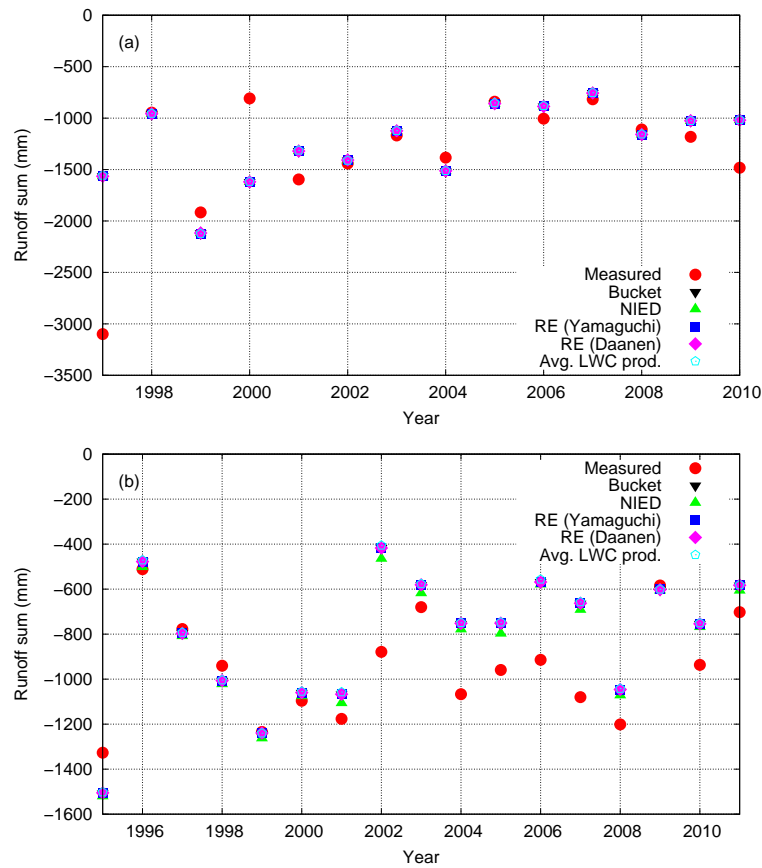 (a)
0
−500
−1000
−1500
−2000
−2500
−3000
−3500
Runoff sum (mm)
Measured
Bucket
NIED
RE (Yamaguchi)
RE (Daanen)
Avg. LWC prod.
1998 2000 2002 2004 2006 2008 2010
Year
(b)
0
−200
−400
−600
−800
−1000
−1200
−1400
−1600
Runoff sum (mm)
Measured
Bucket
NIED
RE (Yamaguchi)
RE (Daanen)
Avg. LWC prod.
1996 1998 2000 2002 2004 2006 2008 2010
Year